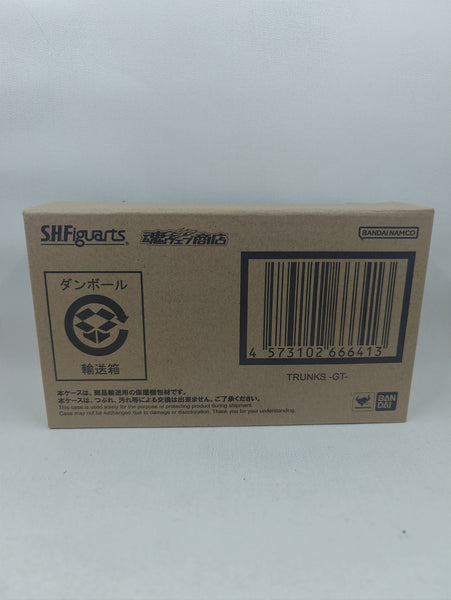 S.H.Figuarts
魂ウェブ商店
BANDAI NAMCO
ダンボール
輸送箱
4 573102 666413
TRUNKS -GT-
本ケースは、商品輸送用の保護梱包材です。
本ケースは、つぶれ、汚れ等による交換は出来ません。ご了承ください。
This case is used solely for the purpose of protecting product during shipment.
Case may not be exchanged due to damage or discoloration. Thank you for your understanding.
BAN
DAI